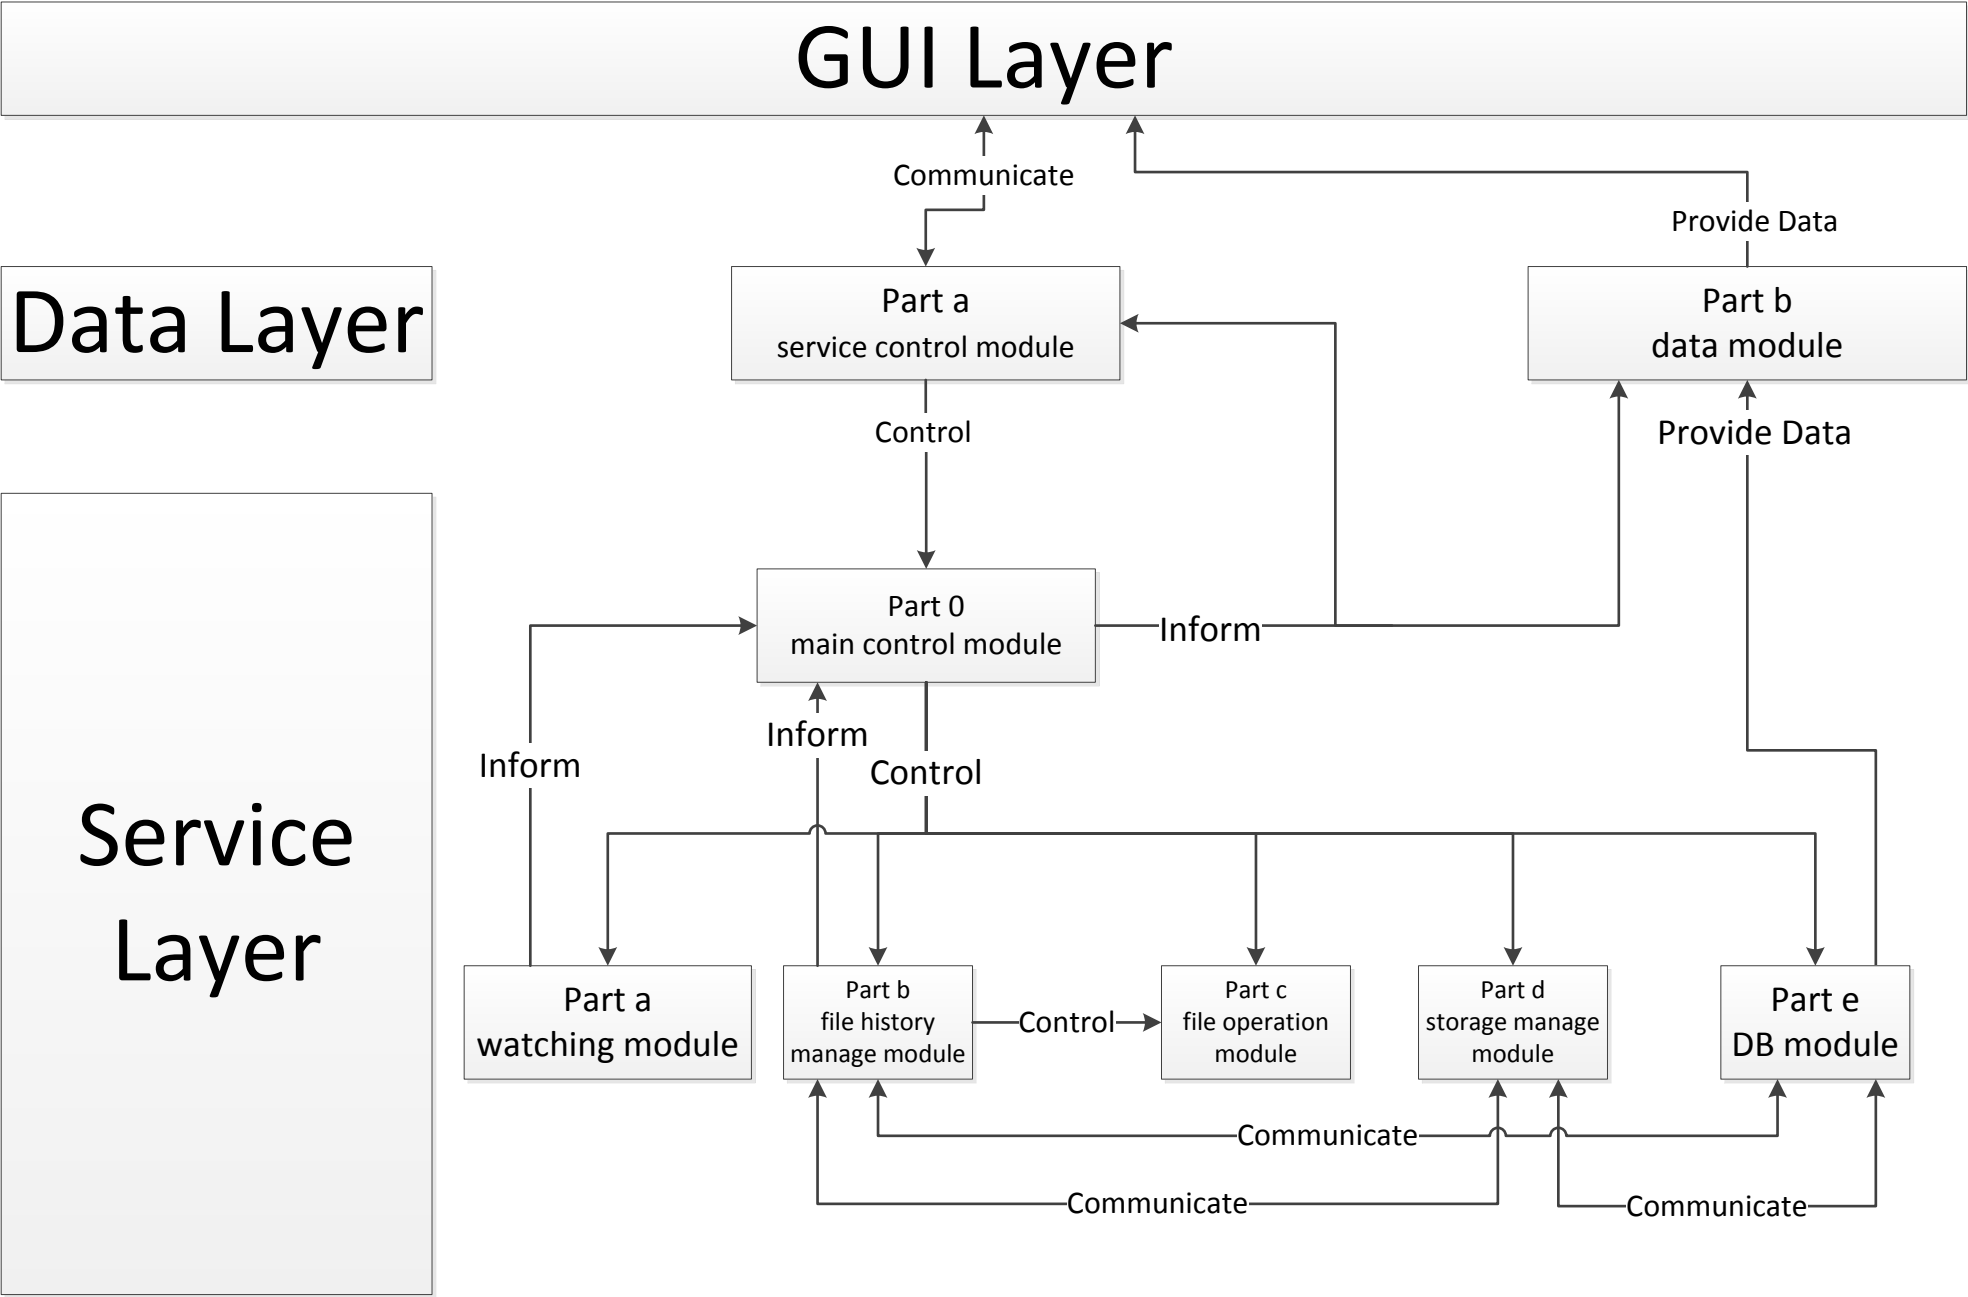 GUI Layer
Communicate
Provide Data
Data Layer
Part a
service control module
Part b
data module
Control
Provide Data
Part 0
main control module
Inform
Inform
Inform
Control
Service
Layer
Part a
watching module
Part b
file history
manage module
Control
Part c
file operation
module
Part d
storage manage
module
Part e
DB module
Communicate
Communicate
Communicate